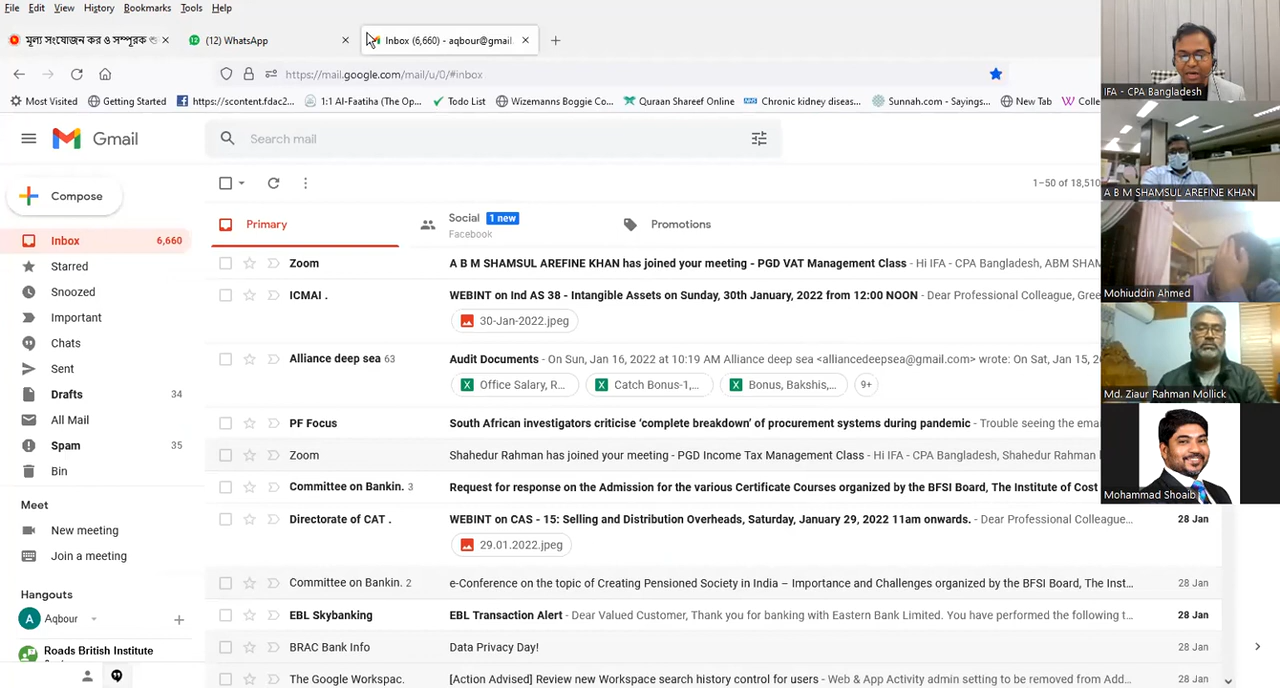 File Edit View History Bookmarks Tools Help
মূল্য সংযোজন কর ও সম্পূরক
(12) WhatsApp
Inbox (6,660) - aqbour@gmail.
https://mail.google.com/mail/u/0/#inbox
Most Visited Getting Started https://scontent.fdac2... 1:1 Al-Faatiha (The Op... Todo List Wizemanns Boggie Co... Quraan Shareef Online Chronic kidney diseas... Sunnah.com - Sayings,... New Tab Colle
Gmail
Search mail
Compose
1–50 of 18,510
Inbox 6,660
Starred
Snoozed
Important
Chats
Sent
Drafts 34
All Mail
Spam 35
Bin
Meet
New meeting
Join a meeting
Hangouts
A Aqbour
Roads British Institute
Primary
Social 1 new
Facebook
Promotions
Zoom A B M SHAMSUL AREFINE KHAN has joined your meeting - PGD VAT Management Class - Hi IFA - CPA Bangladesh, ABM SHAM
ICMAI . WEBINT on Ind AS 38 - Intangible Assets on Sunday, 30th January, 2022 from 12:00 NOON - Dear Professional Colleague, Gree
30-Jan-2022.jpeg
Alliance deep sea 63 Audit Documents - On Sun, Jan 16, 2022 at 10:19 AM Alliance deep sea <alliancedeepsea@gmail.com> wrote: On Sat, Jan 15, 2
Office Salary, R... Catch Bonus-1,... Bonus, Bakshis,... 9+
PF Focus South African investigators criticise ‘complete breakdown’ of procurement systems during pandemic - Trouble seeing the ema
Zoom Shahedur Rahman has joined your meeting - PGD Income Tax Management Class - Hi IFA - CPA Bangladesh, Shahedur Rahman
Committee on Bankin. 3 Request for response on the Admission for the various Certificate Courses organized by the BFSI Board, The Institute of Cost
Directorate of CAT . WEBINT on CAS - 15: Selling and Distribution Overheads, Saturday, January 29, 2022 11am onwards. - Dear Professional Colleague... 28 Jan
29.01.2022.jpeg
Committee on Bankin. 2 e-Conference on the topic of Creating Pensioned Society in India – Importance and Challenges organized by the BFSI Board, The Inst... 28 Jan
EBL Skybanking EBL Transaction Alert - Dear Valued Customer, Thank you for banking with Eastern Bank Limited. You have performed the following t... 28 Jan
BRAC Bank Info Data Privacy Day! 28 Jan
The Google Workspac. [Action Advised] Review new Workspace search history control for users - Web & App Activity admin setting to be removed from Add... 28 Jan
IFA - CPA Bangladesh
A B M SHAMSUL AREFINE KHAN
Mohiuddin Ahmed
Md. Ziaur Rahman Mollick
Mohammad Shoaib